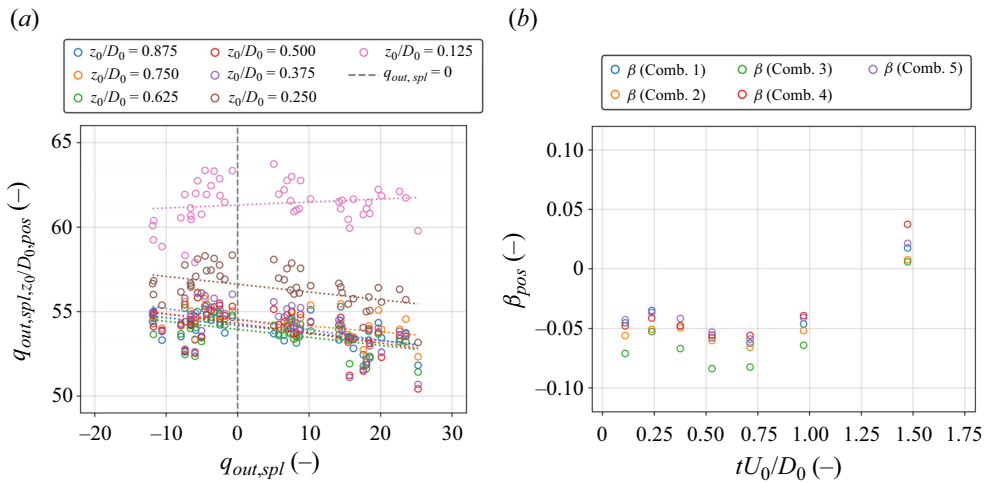 (a)
z0/D0 = 0.875 z0/D0 = 0.500 z0/D0 = 0.125
z0/D0 = 0.750 z0/D0 = 0.375 qout, spl = 0
z0/D0 = 0.625 z0/D0 = 0.250
65
60
55
50
qout,spl,z0/D0,pos (–)
−20 −10 0 10 20 30
qout,spl (–)
(b)
β (Comb. 1) β (Comb. 3) β (Comb. 5)
β (Comb. 2) β (Comb. 4)
0.10
0.05
0
−0.05
−0.10
βpos (–)
0 0.25 0.50 0.75 1.00 1.25 1.50 1.75
tU0/D0 (–)